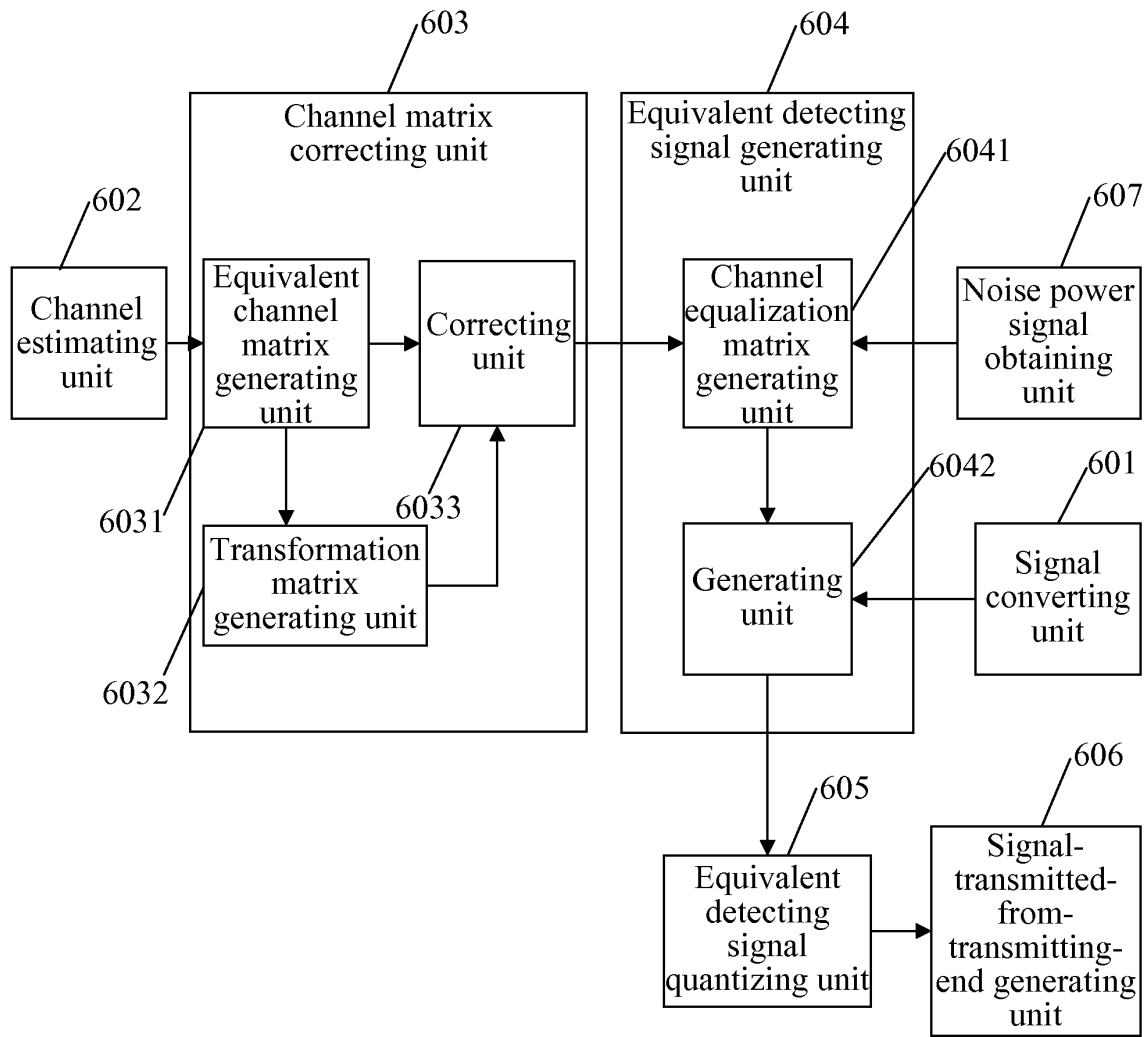 603
604
Channel matrix
correcting unit
Equivalent detecting
signal generating
unit
6041
602
607
Channel
estimating
unit
Equivalent
channel
matrix
generating
unit
Correcting
unit
Channel
equalization
matrix
generating
unit
Noise power
signal
obtaining
unit
6031
6033
6042
601
Transformation
matrix
generating unit
Generating
unit
Signal
converting
unit
6032
605
606
Equivalent
detecting
signal
quantizing unit
Signal-
transmitted-
from-
transmitting-
end generating
unit